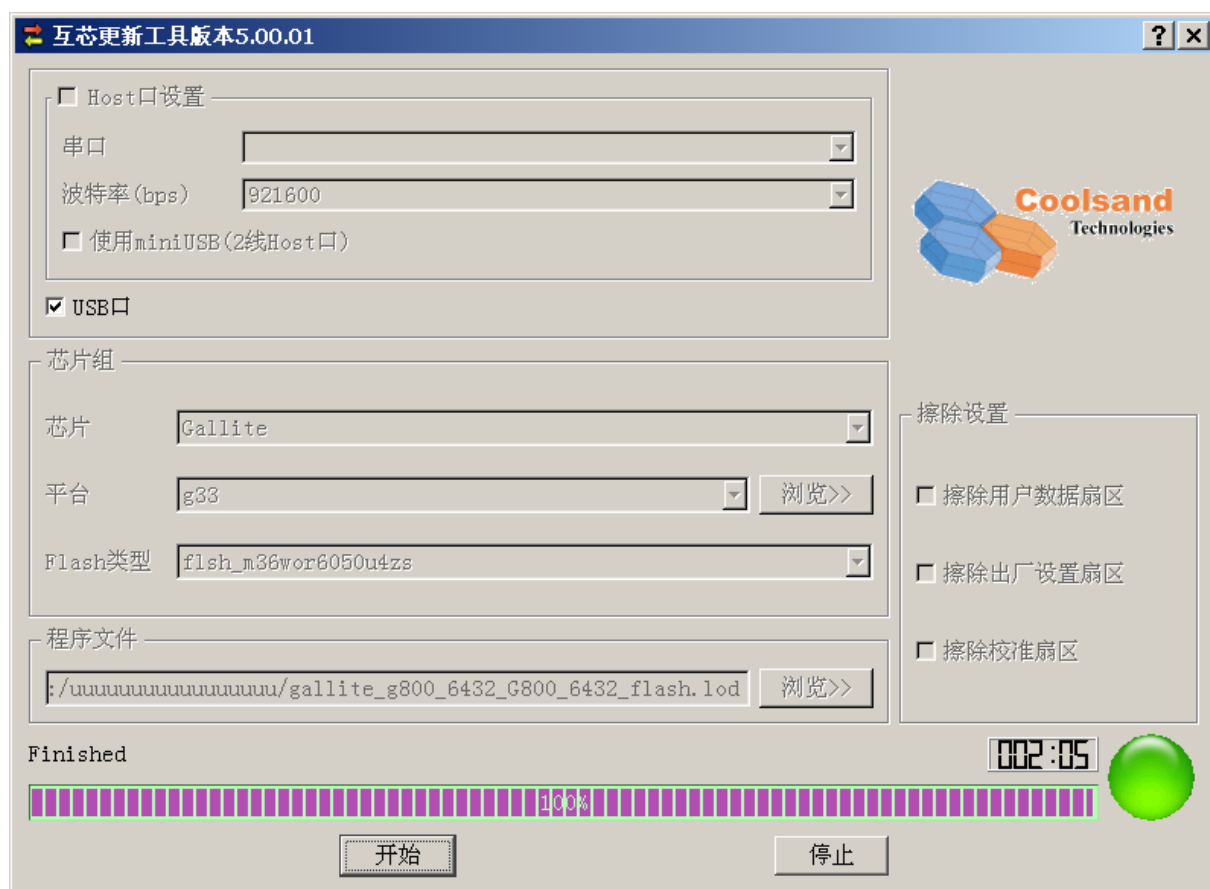 互芯更新工具版本5.00.01
Host口设置
串口
波特率(bps) 921600
使用miniUSB(2线Host口)
USB口
Coolsand
Technologies
芯片组
芯片 Gallite
平台 g33 浏览>>
Flash类型 flsh_m36wor6050u4zs
擦除设置
擦除用户数据扇区
擦除出厂设置扇区
擦除校准扇区
程序文件
:/uuuuuuuuuuuuuuuuu/gallite_g800_6432_G800_6432_flash.lod 浏览>>
Finished 002:05
100%
开始 停止